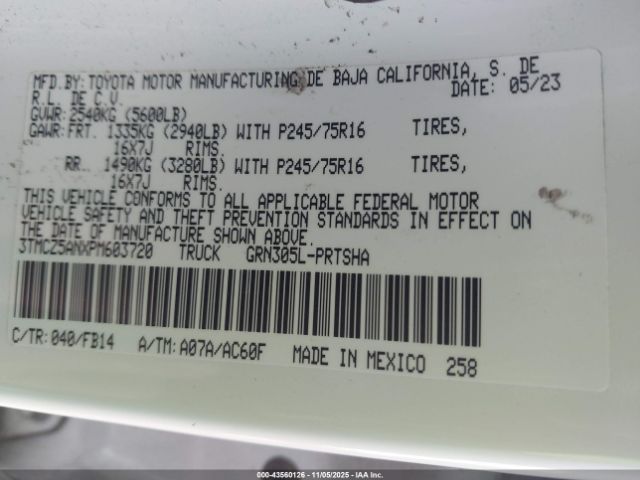 MFD.BY:TOYOTA MOTOR MANUFACTURING DE BAJA CALIFORNIA, S. DE
R.L. DE C.V. DATE: 05/23
GVWR:2540KG (5600LB)
GAWR:FRT. 1335KG (2940LB) WITH P245/75R16 TIRES,
16X7J RIMS.
RR. 1490KG (3280LB) WITH P245/75R16 TIRES,
16X7J RIMS.
THIS VEHICLE CONFORMS TO ALL APPLICABLE FEDERAL MOTOR
VEHICLE SAFETY AND THEFT PREVENTION STANDARDS IN EFFECT ON
THE DATE OF MANUFACTURE SHOWN ABOVE.
3TMCZ5ANXPM603720 TRUCK GRN305L-PRTSHA
C/TR:040/FB14 A/TM:A07A/AC60F MADE IN MEXICO 258
000-43560126 - 11/05/2025 - iaai.com